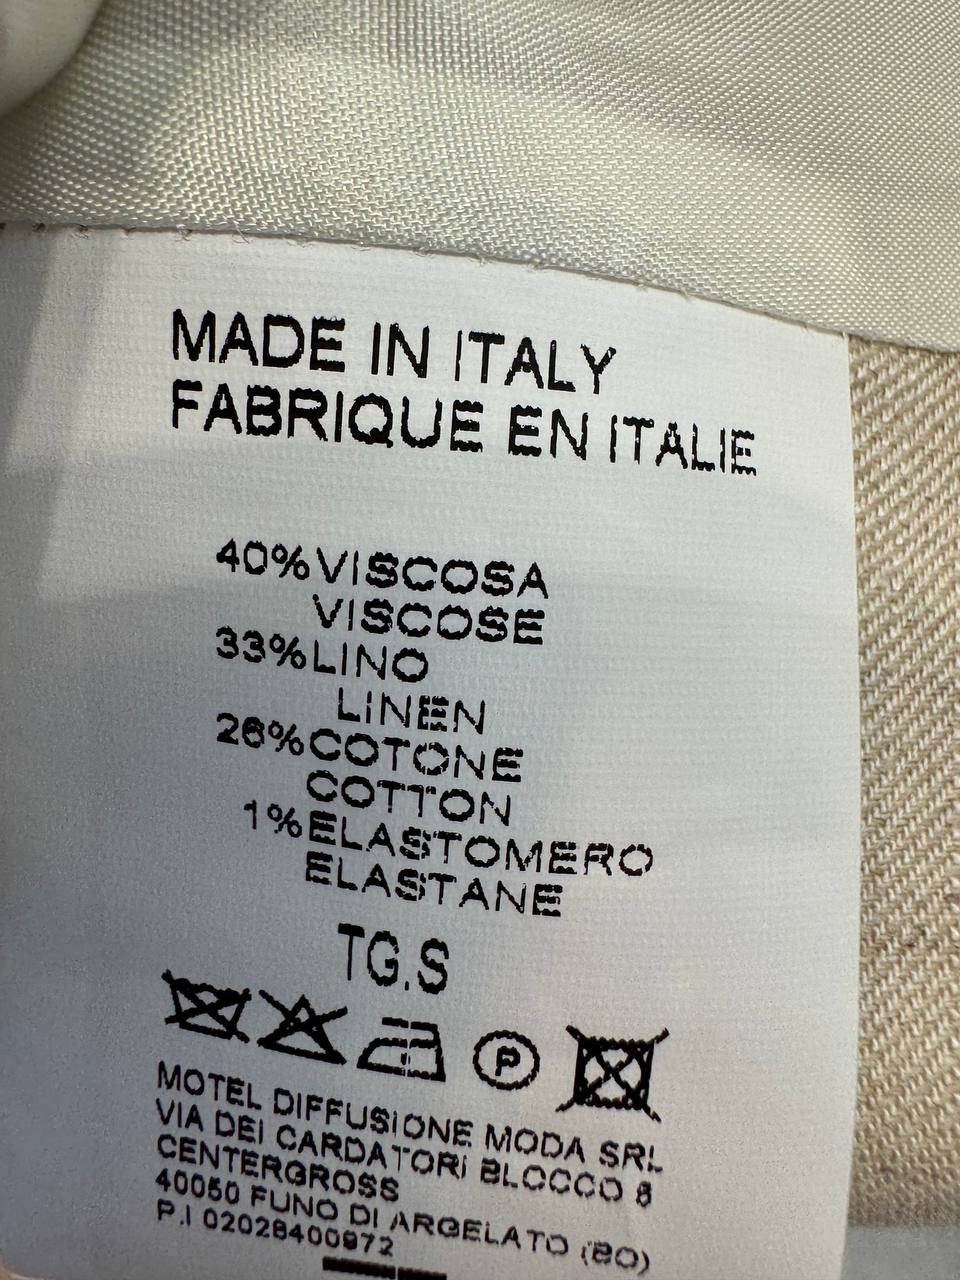 MADE IN ITALY
FABRIQUE EN ITALIE
40% VISCOSA
VISCOSE
33% LINO
LINEN
26% COTONE
COTTON
1% ELASTOMERO
ELASTANE
TG.S
P
MOTEL DIFFUSIONE MODA SRL
VIA DEI CARDATORI BLOCCO 8
CENTERGROSS
40050 FUNO DI ARGELATO (BO)
P.I 02028400972